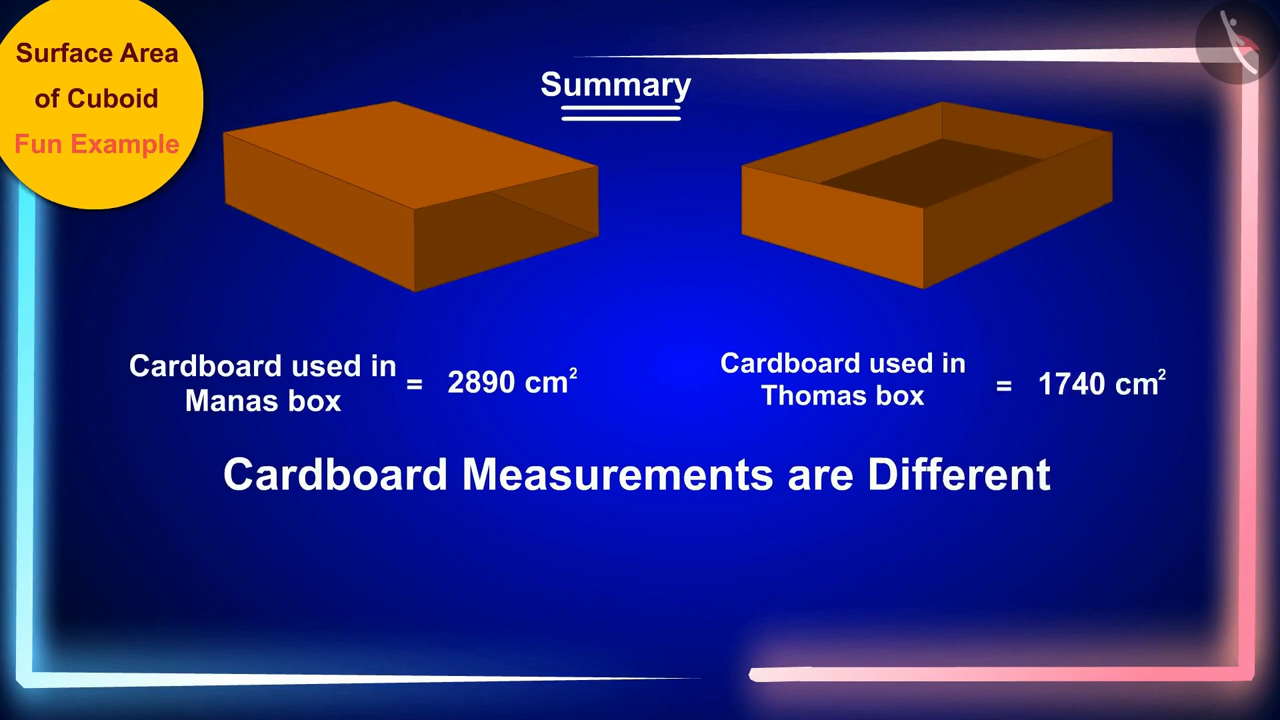 Surface Area
of Cuboid
Fun Example
Summary
Cardboard used in
Manas box
= 2890 cm²
Cardboard used in
Thomas box
= 1740 cm²
Cardboard Measurements are Different